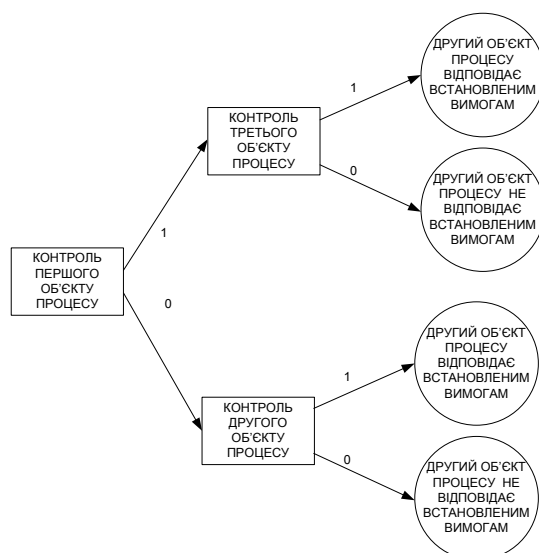 ДРУГИЙ ОБ'ЄКТ
ПРОЦЕСУ
ВІДПОВІДАЄ
ВСТАНОВЛЕНИМ
ВИМОГАМ
1
КОНТРОЛЬ
ТРЕТЬОГО
ОБ'ЄКТУ
ПРОЦЕСУ
0
ДРУГИЙ ОБ'ЄКТ
ПРОЦЕСУ НЕ
ВІДПОВІДАЄ
ВСТАНОВЛЕНИМ
ВИМОГАМ
1
КОНТРОЛЬ
ПЕРШОГО
ОБ'ЄКТУ
ПРОЦЕСУ
0
ДРУГИЙ ОБ'ЄКТ
ПРОЦЕСУ
ВІДПОВІДАЄ
ВСТАНОВЛЕНИМ
ВИМОГАМ
1
КОНТРОЛЬ
ДРУГОГО
ОБ'ЄКТУ
ПРОЦЕСУ
0
ДРУГИЙ ОБ'ЄКТ
ПРОЦЕСУ НЕ
ВІДПОВІДАЄ
ВСТАНОВЛЕНИМ
ВИМОГАМ